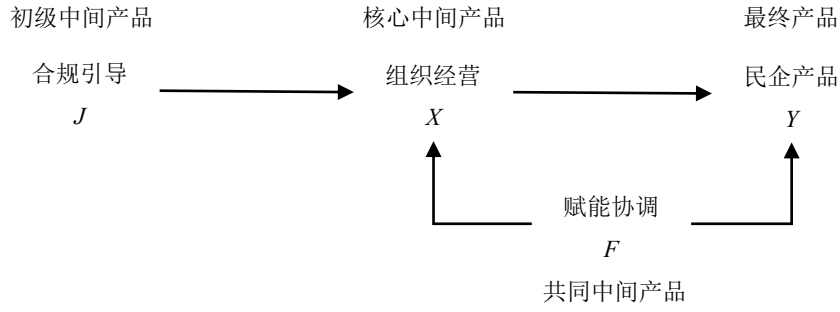 初级中间产品 核心中间产品 最终产品
合规引导 组织经营 民企产品
J X Y
赋能协调
F
共同中间产品